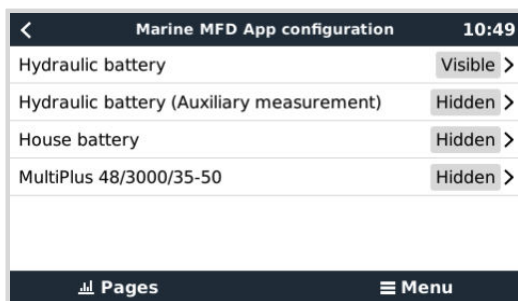 Marine MFD App configuration 10:49
Hydraulic battery Visible
Hydraulic battery (Auxiliary measurement) Hidden
House battery Hidden
MultiPlus 48/3000/35-50 Hidden
Pages Menu